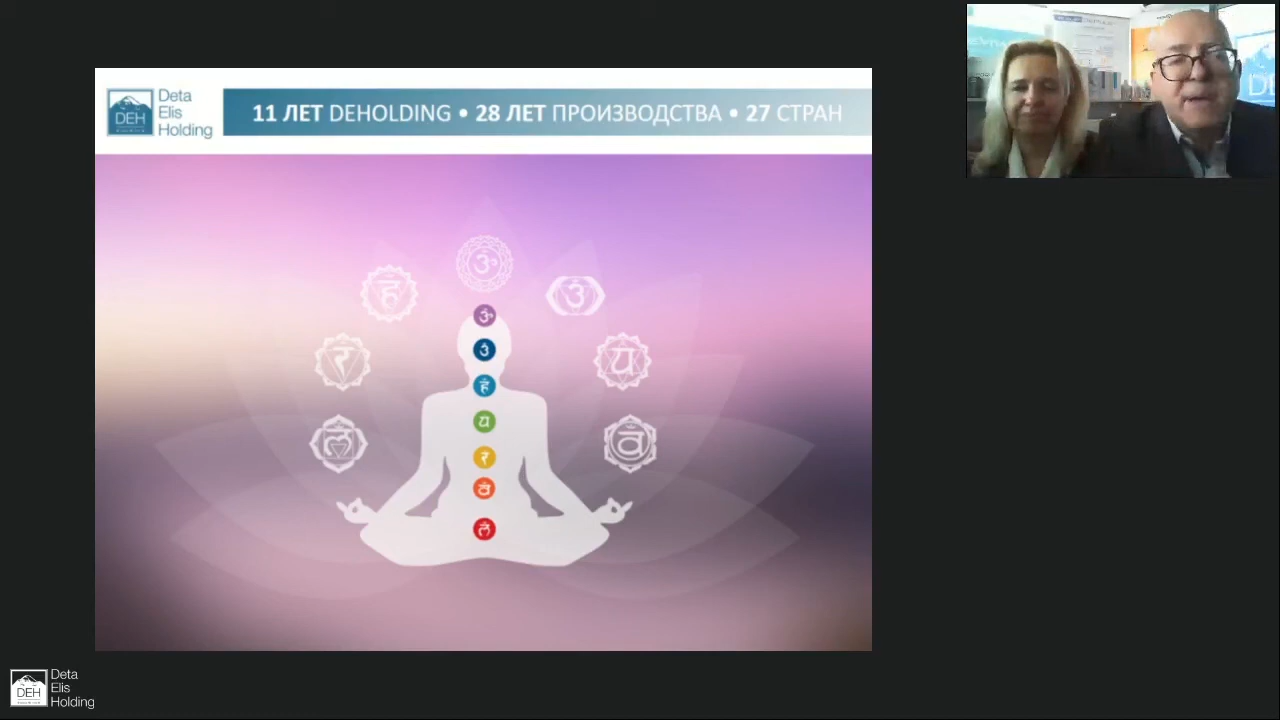 Deta
Elis
Holding
DEH
11 ЛЕТ DEHOLDING • 28 ЛЕТ ПРОИЗВОДСТВА • 27 СТРАН
ॐ
ह
उं
र
य
लं
वं
ॐ
उं
हं
य
रं
वं
लं
DEH
Deta
Elis
Holding